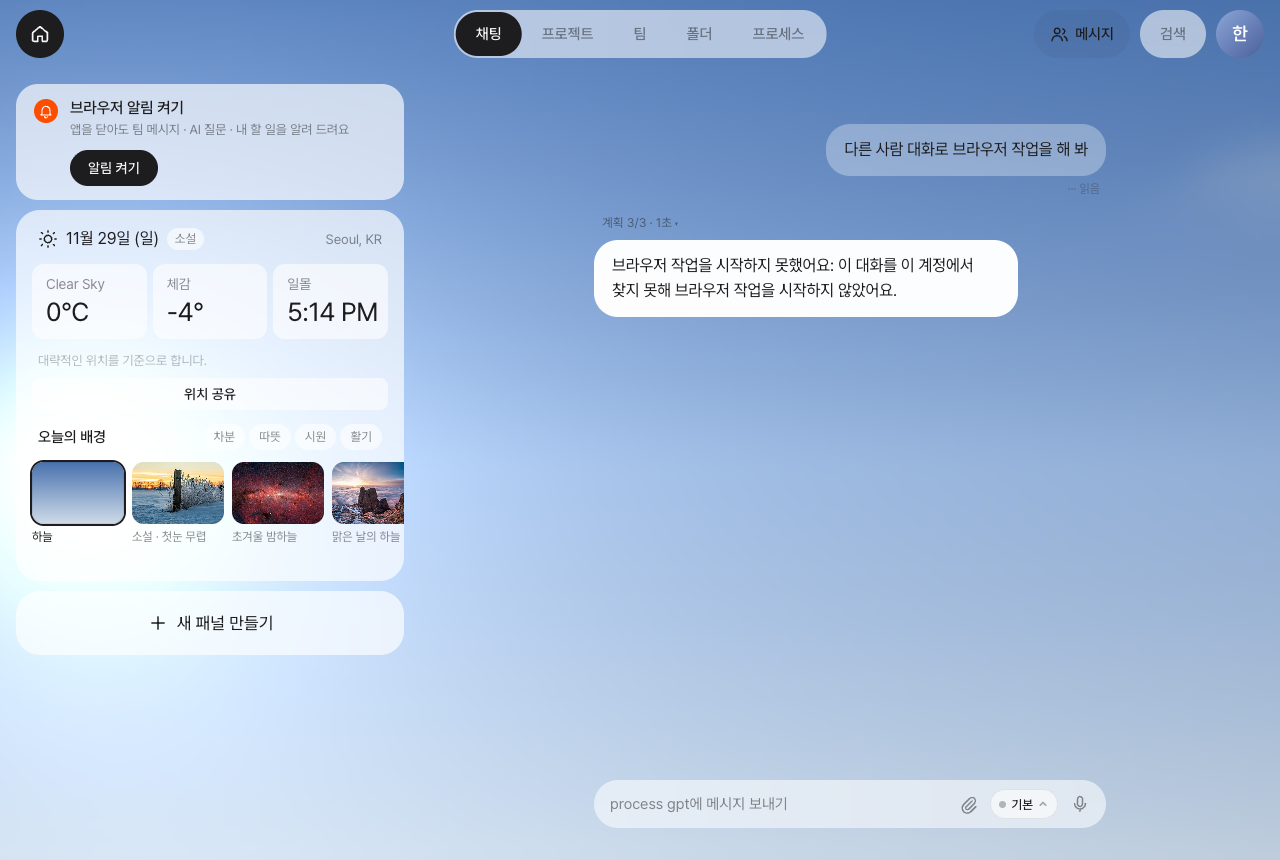 채팅
프로젝트
팀
폴더
프로세스
메시지
검색
한
브라우저 알림 켜기
앱을 닫아도 팀 메시지 · AI 질문 · 내 할 일을 알려 드려요
알림 켜기
11월 29일 (일)
소설
Seoul, KR
Clear Sky
0°C
체감
-4°
일몰
5:14 PM
대략적인 위치를 기준으로 합니다.
위치 공유
오늘의 배경
차분
따뜻
시원
활기
하늘
소설 · 첫눈 무렵
초겨울 밤하늘
맑은 날의 하늘
새 패널 만들기
다른 사람 대화로 브라우저 작업을 해 봐
— 읽음
계획 3/3 · 1초
브라우저 작업을 시작하지 못했어요: 이 대화를 이 계정에서
찾지 못해 브라우저 작업을 시작하지 않았어요.
process gpt에 메시지 보내기
기본